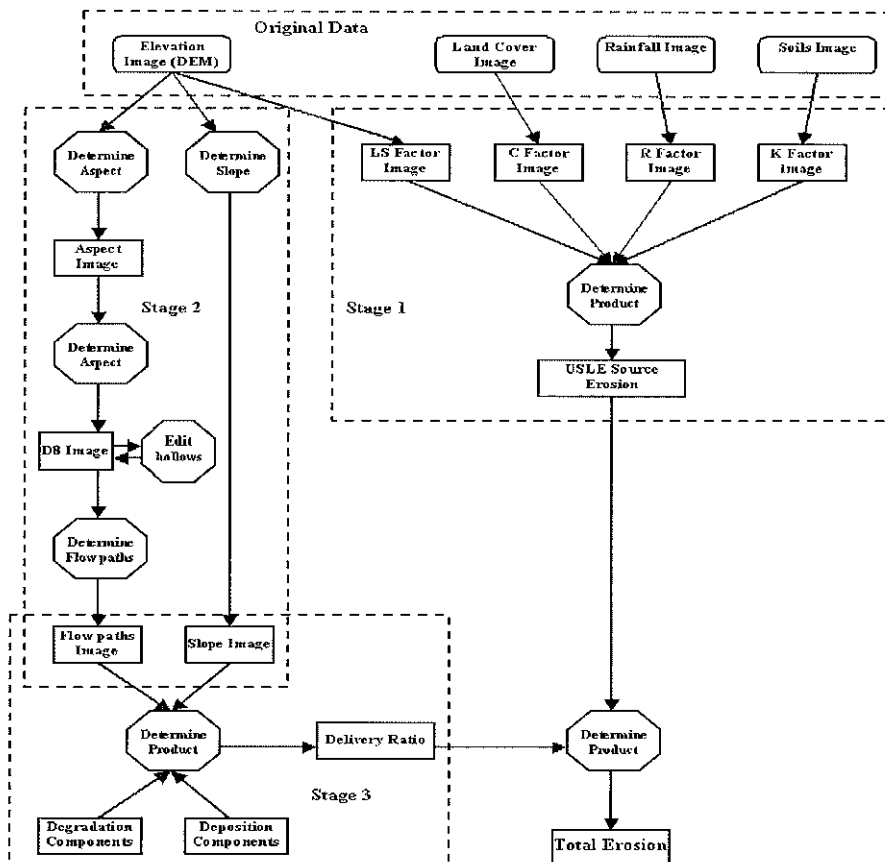 Original Data
Elevation
Image (DEM)
Land Cover
Image
Rainfall Image
Soils Image
Determine
Aspect
Determine
Slope
LS Factor
Image
C Factor
Image
R Factor
Image
K Factor
Image
Aspect
Image
Stage 2
Determine
Product
Stage 1
Determine
Aspect
USLE Source
Erosion
DB Image
Edit
hollows
Determine
Flow paths
Flow paths
Image
Slope Image
Determine
Product
Delivery Ratio
Determine
Product
Stage 3
Degradation
Components
Deposition
Components
Total Erosion